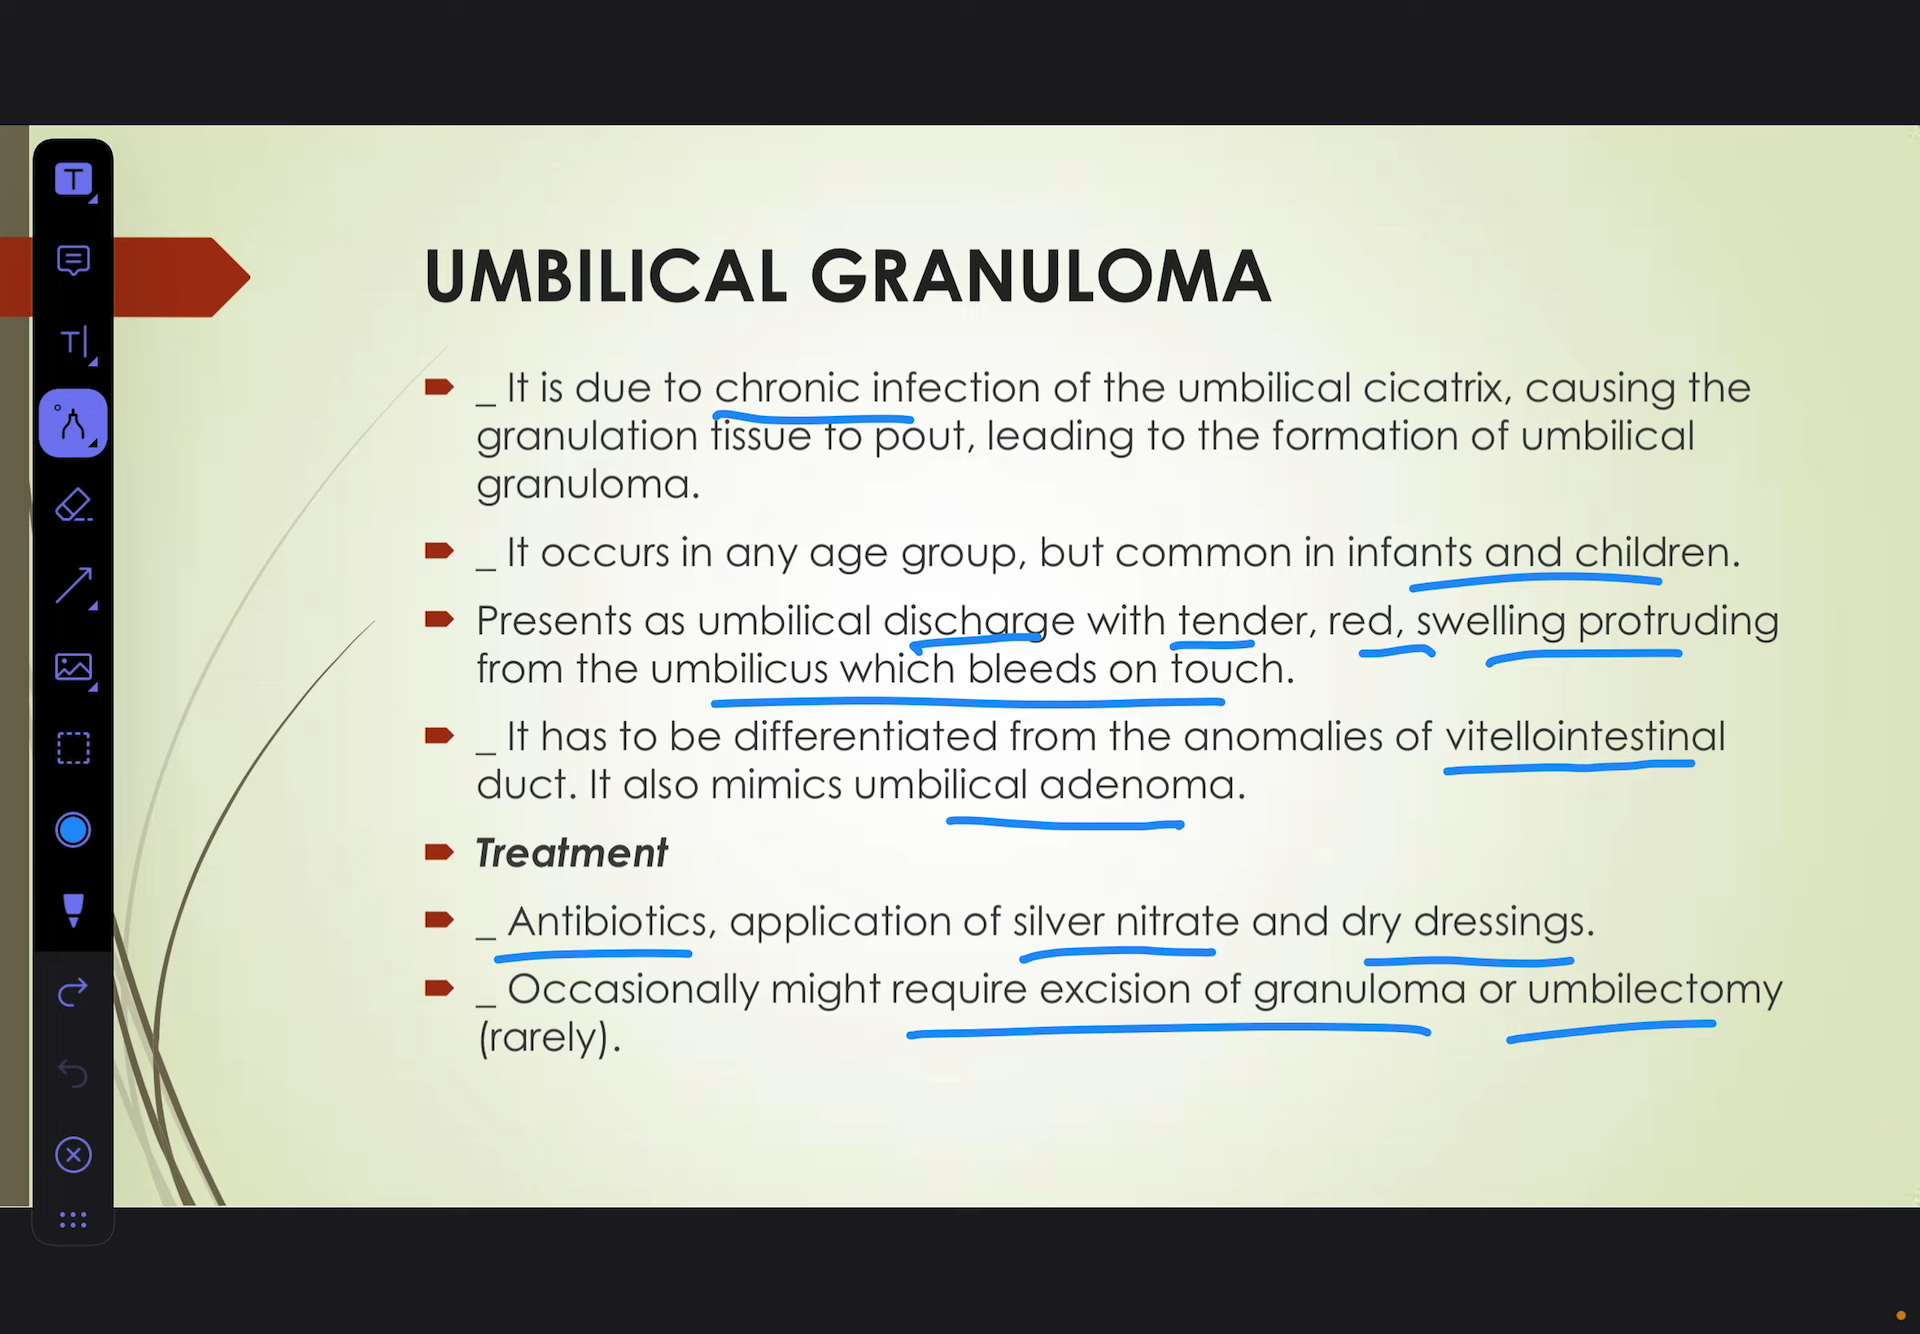 UMBILICAL GRANULOMA
_ It is due to chronic infection of the umbilical cicatrix, causing the
granulation tissue to pout, leading to the formation of umbilical
granuloma.
_ It occurs in any age group, but common in infants and children.
Presents as umbilical discharge with tender, red, swelling protruding
from the umbilicus which bleeds on touch.
_ It has to be differentiated from the anomalies of vitellointestinal
duct. It also mimics umbilical adenoma.
Treatment
_ Antibiotics, application of silver nitrate and dry dressings.
_ Occasionally might require excision of granuloma or umbilectomy
(rarely).